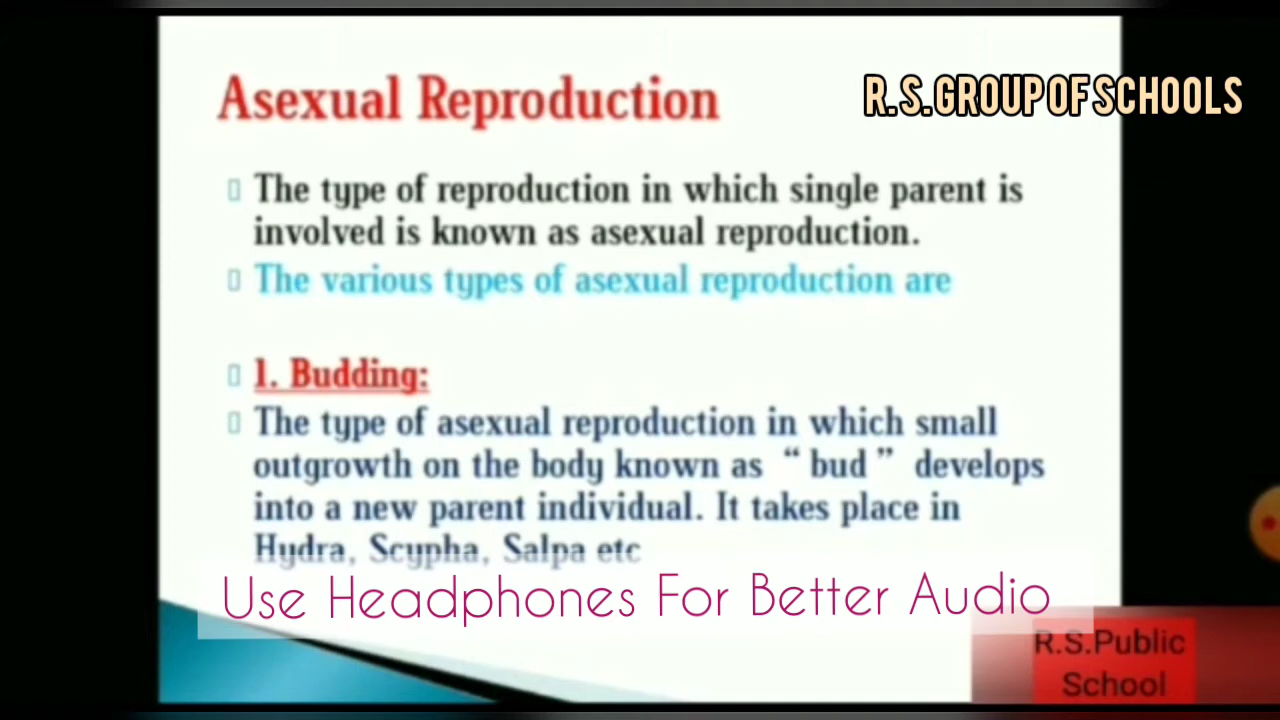 Asexual Reproduction
R.S.GROUP OF SCHOOLS
The type of reproduction in which single parent is
involved is known as asexual reproduction.
The various types of asexual reproduction are
1. Budding:
The type of asexual reproduction in which small
outgrowth on the body known as “ bud ” develops
into a new parent individual. It takes place in
Hydra, Scypha, Salpa etc
Use Headphones For Better Audio
R.S.Public
School